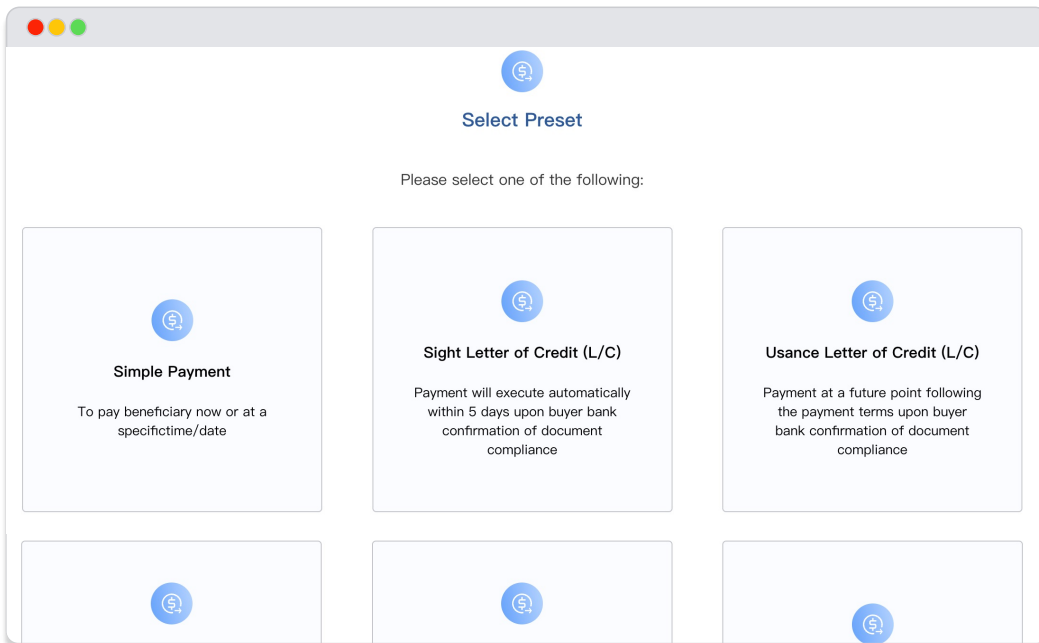 Select Preset
Please select one of the following:
Simple Payment
To pay beneficiary now or at a
specifictime/date
Sight Letter of Credit (L/C)
Payment will execute automatically
within 5 days upon buyer bank
confirmation of document
compliance
Usance Letter of Credit (L/C)
Payment at a future point following
the payment terms upon buyer
bank confirmation of document
compliance